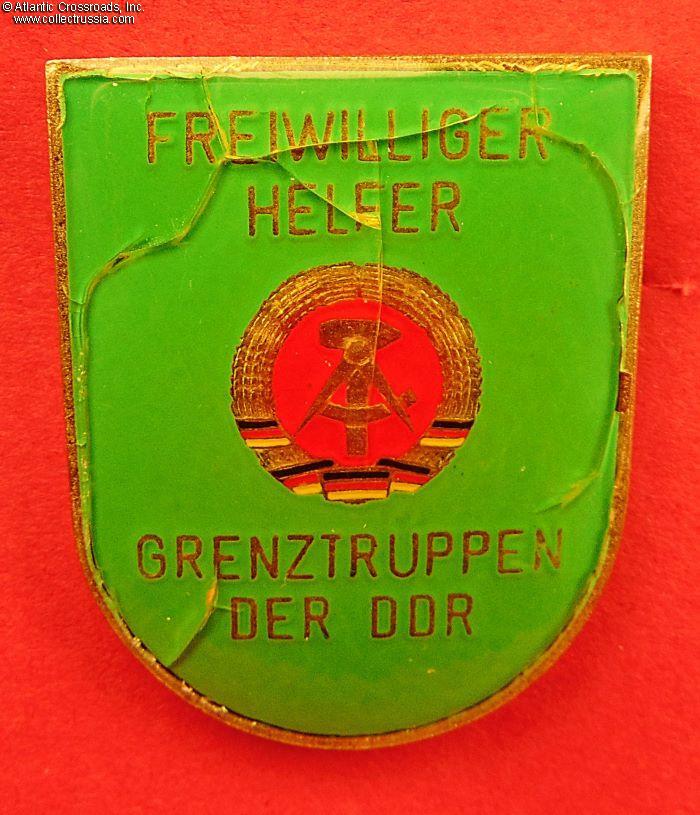 © Atlantic Crossroads, Inc.
www.collectrussia.com
FREIWILLIGER
HELFER
GRENZTRUPPEN
DER DDR